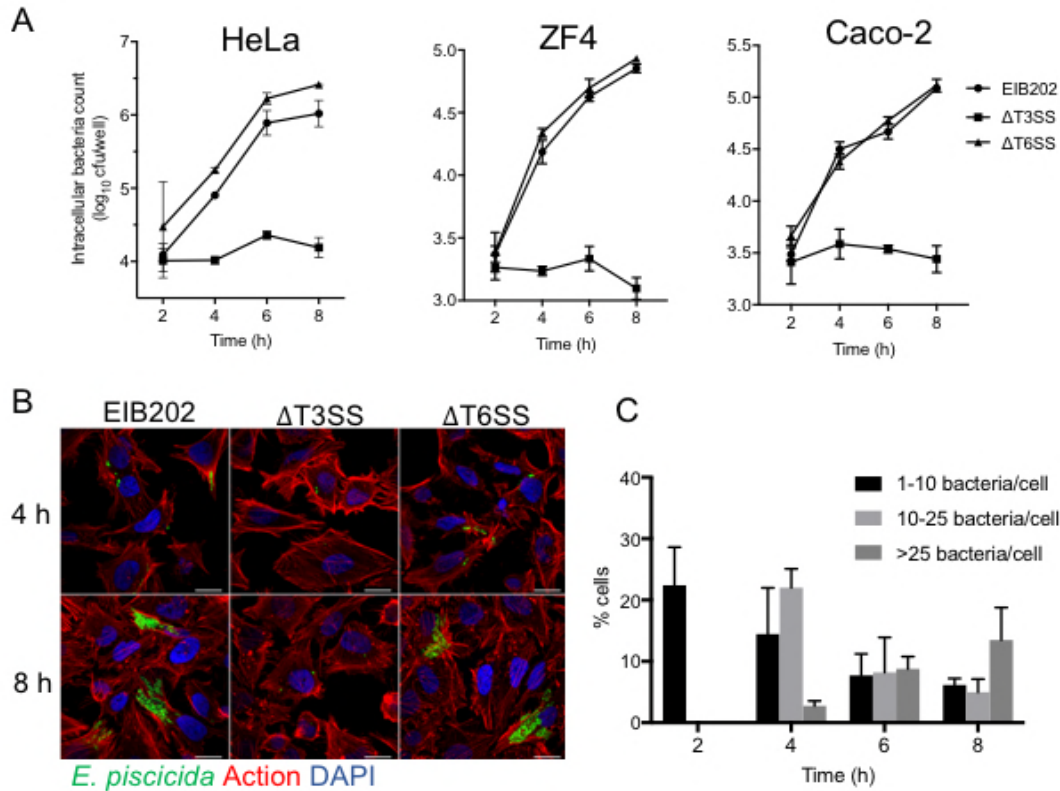 A
HeLa
ZF4
Caco-2
Intracellular bacteria count
(log10 cfu/well)
7
6
5
4
2 4 6 8
Time (h)
5.0
4.5
4.0
3.5
3.0
2 4 6 8
Time (h)
5.5
5.0
4.5
4.0
3.5
3.0
2 4 6 8
Time (h)
EIB202
ΔT3SS
ΔT6SS
B
EIB202 ΔT3SS ΔT6SS
4 h
8 h
E. piscicida Action DAPI
C
1-10 bacteria/cell
10-25 bacteria/cell
>25 bacteria/cell
% cells
40
30
20
10
0
2 4 6 8
Time (h)